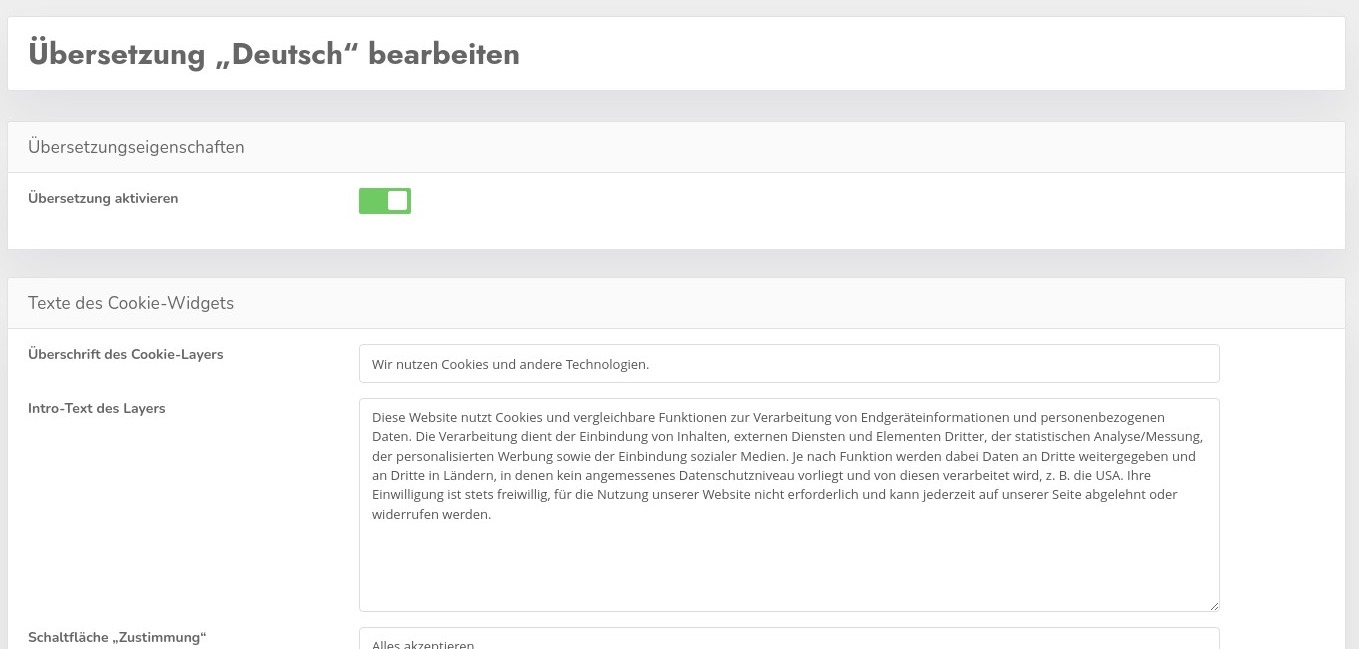 Übersetzung „Deutsch“ bearbeiten
Übersetzungseigenschaften
Übersetzung aktivieren
Texte des Cookie-Widgets
Überschrift des Cookie-Layers
Wir nutzen Cookies und andere Technologien.
Intro-Text des Layers
Diese Website nutzt Cookies und vergleichbare Funktionen zur Verarbeitung von Endgeräteinformationen und personenbezogenen
Daten. Die Verarbeitung dient der Einbindung von Inhalten, externen Diensten und Elementen Dritter, der statistischen Analyse/Messung,
der personalisierten Werbung sowie der Einbindung sozialer Medien. Je nach Funktion werden dabei Daten an Dritte weitergegeben und
an Dritte in Ländern, in denen kein angemessenes Datenschutzniveau vorliegt und von diesen verarbeitet wird, z. B. die USA. Ihre
Einwilligung ist stets freiwillig, für die Nutzung unserer Website nicht erforderlich und kann jederzeit auf unserer Seite abgelehnt oder
widerrufen werden.
Schaltfläche „Zustimmung“
Alles akzeptieren